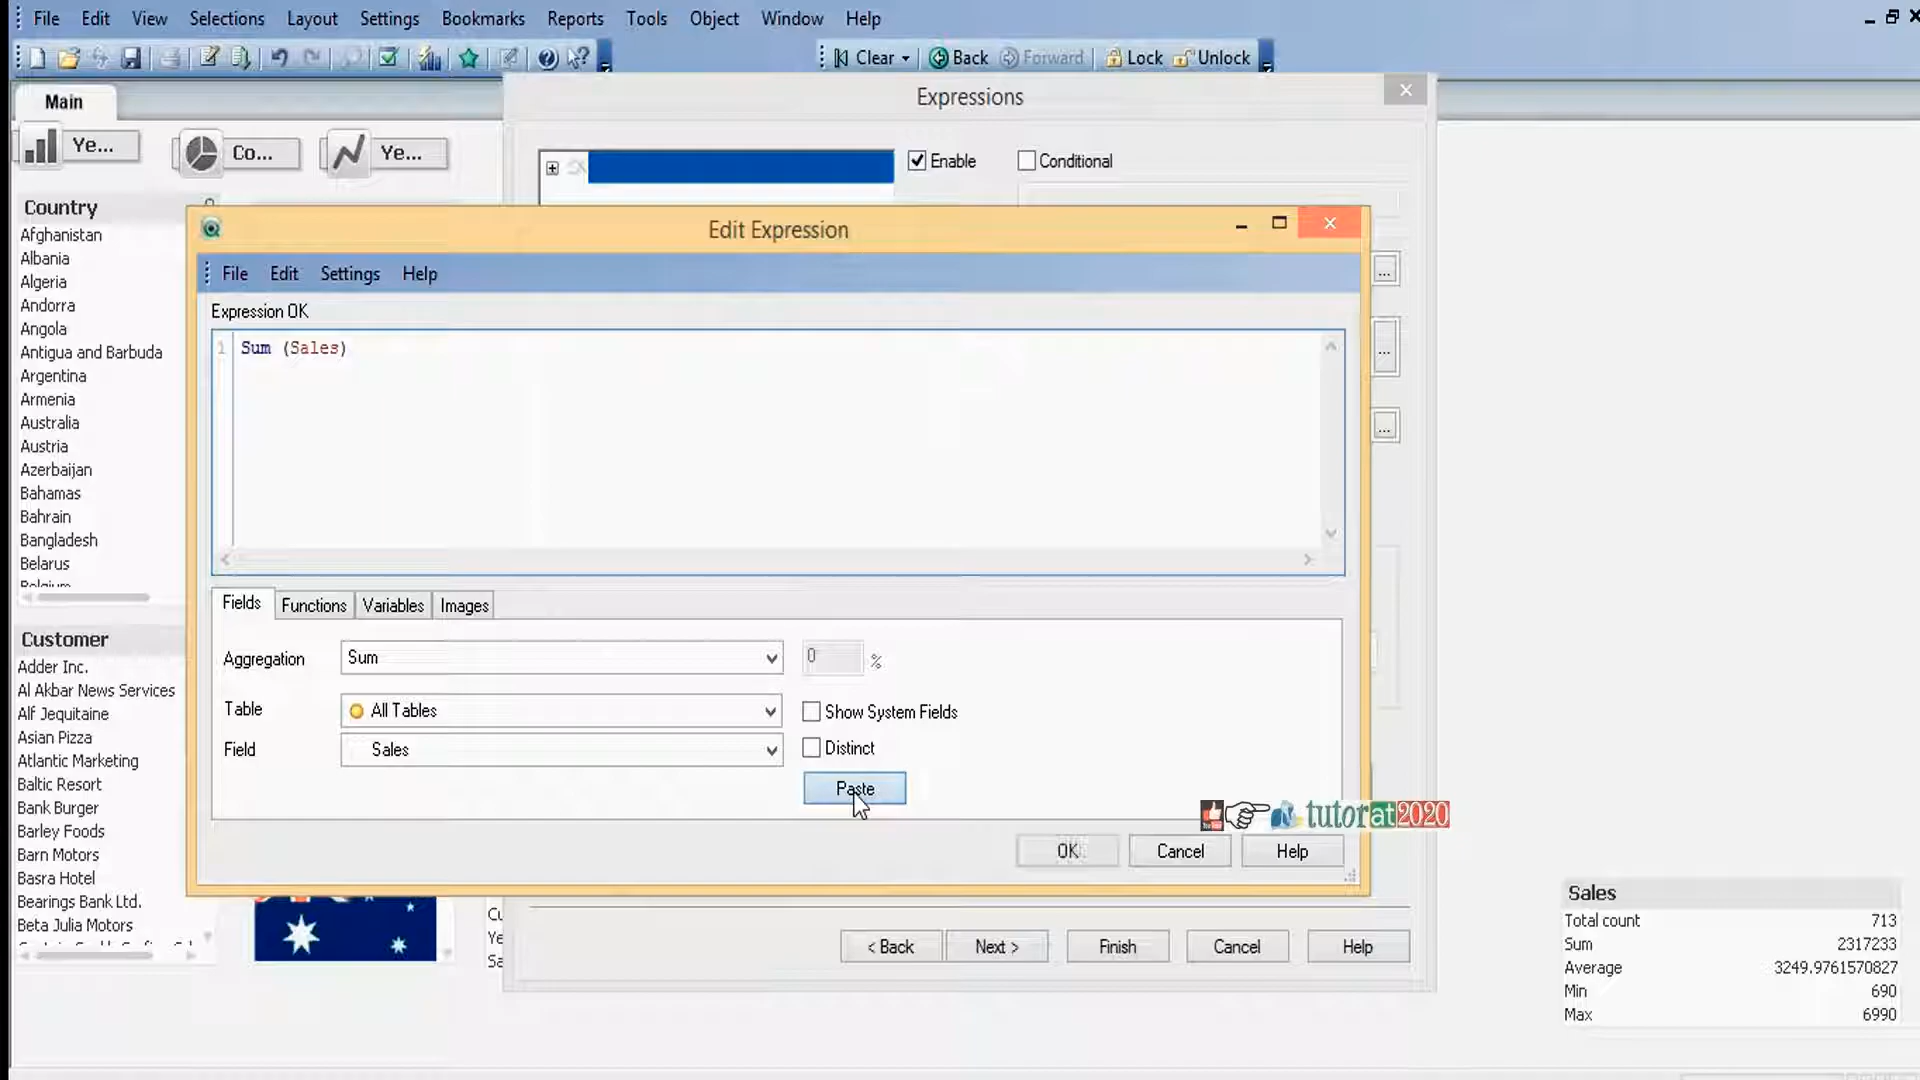 File Edit View Selections Layout Settings Bookmarks Reports Tools Object Window Help
Clear Back Forward Lock Unlock
Main
Expressions
Ye... Co... Ye...
Enable Conditional
Country
Afghanistan
Albania
Algeria
Andorra
Angola
Antigua and Barbuda
Argentina
Armenia
Australia
Austria
Azerbaijan
Bahamas
Bahrain
Bangladesh
Belarus
Belgium
Edit Expression
File Edit Settings Help
Expression OK
1 Sum (Sales)
Fields Functions Variables Images
Aggregation Sum 0 %
Table All Tables Show System Fields
Field Sales Distinct
Paste
tutorat2020
OK Cancel Help
Customer
Adder Inc.
Al Akbar News Services
Alf Jequitaine
Asian Pizza
Atlantic Marketing
Baltic Resort
Bank Burger
Barley Foods
Barn Motors
Basra Hotel
Bearings Bank Ltd.
Beta Julia Motors
Cu
Ye
Sa
< Back Next > Finish Cancel Help
Sales
Total count 713
Sum 2317233
Average 3249.9761570827
Min 690
Max 6990